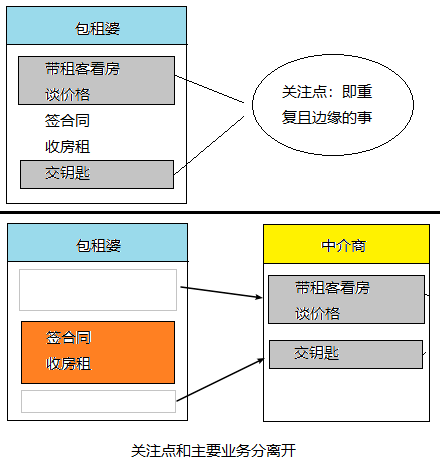 包租婆
带租客看房
谈价格
签合同
收房租
交钥匙
关注点：即重
复且边缘的事
包租婆
签合同
收房租
中介商
带租客看房
谈价格
交钥匙
关注点和主要业务分离开